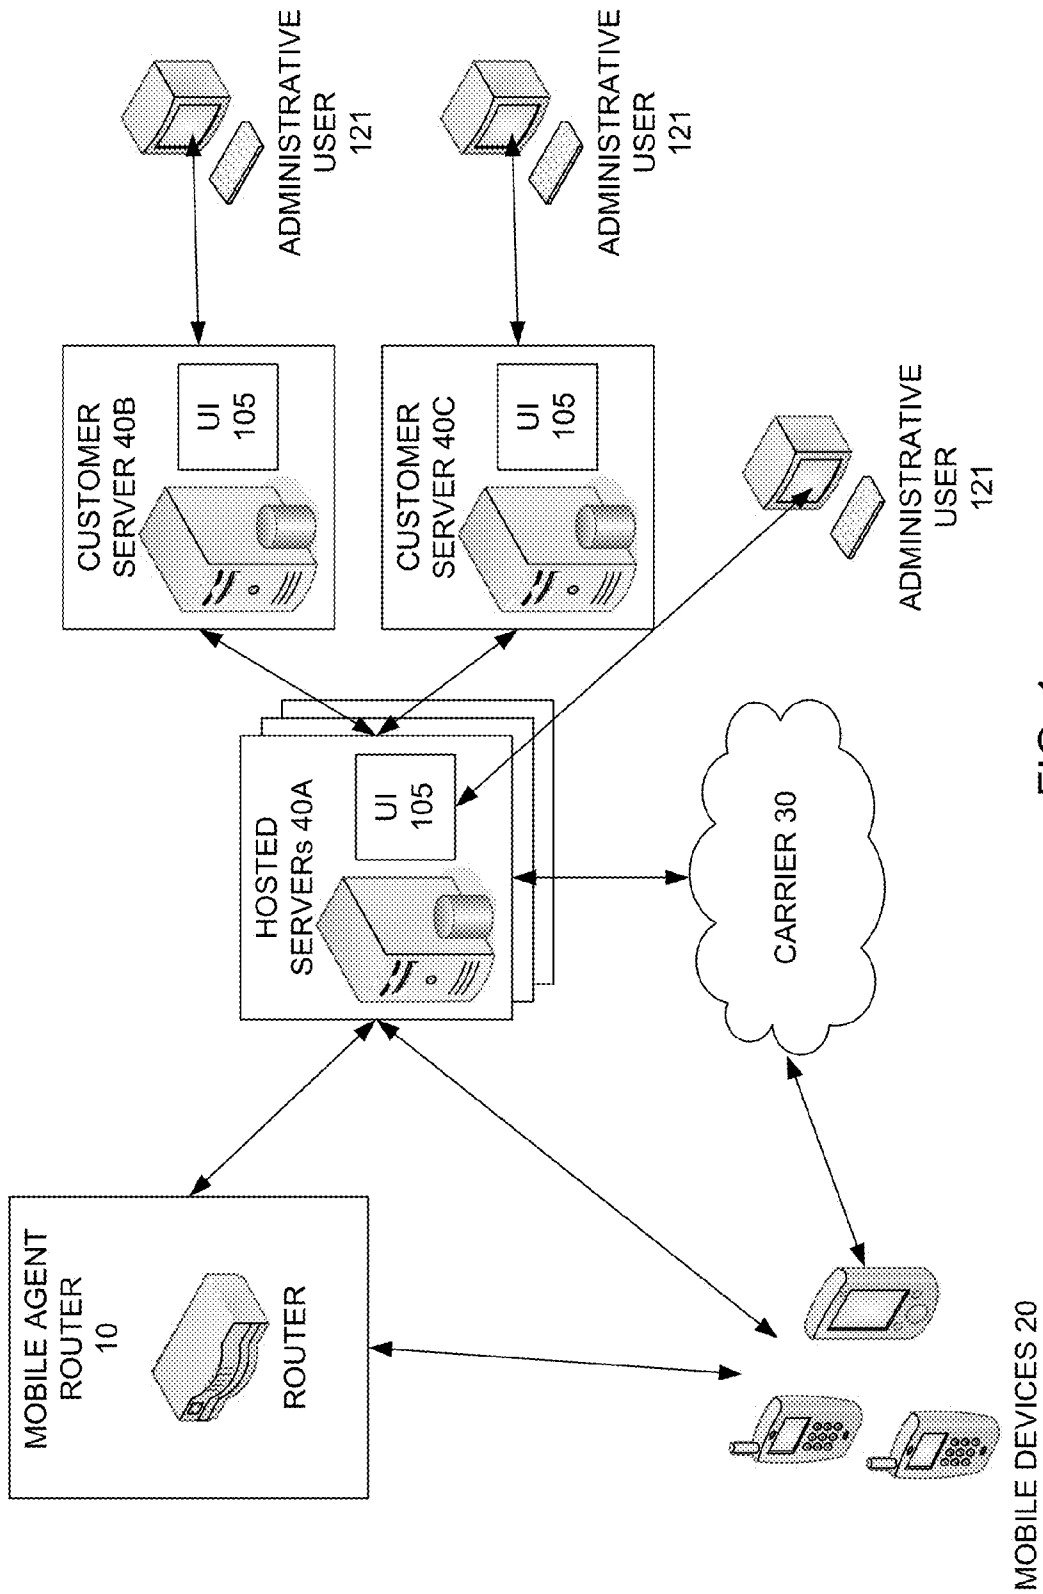 MOBILE AGENT
ROUTER
10
ROUTER
CUSTOMER
SERVER 40B
UI
105
ADMINISTRATIVE
USER
121
HOSTED
SERVERs 40A
UI
105
CUSTOMER
SERVER 40C
UI
105
ADMINISTRATIVE
USER
121
CARRIER 30
ADMINISTRATIVE
USER
121
MOBILE DEVICES 20